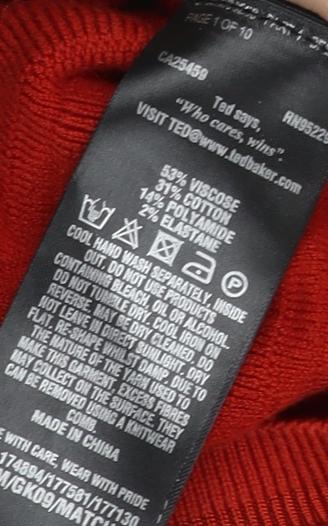 PAGE 1 OF 10
CA25459
RN95229
Ted says,
"Who cares, wins".
VISIT TED@www.tedbaker.com
53% VISCOSE
31% COTTON
14% POLYAMIDE
2% ELASTANE
P
COOL HAND WASH SEPARATELY, INSIDE
OUT. DO NOT USE PRODUCTS
CONTAINING BLEACH, OIL OR ALCOHOL.
DO NOT TUMBLE DRY. COOL IRON ON
REVERSE. MAY BE DRY CLEANED. DO
NOT LEAVE IN DIRECT SUNLIGHT. DRY
FLAT. RE-SHAPE WHILST DAMP. DUE TO
THE NATURE OF THE YARN USED TO
MAKE THIS GARMENT, EXCESS FIBRES
MAY COLLECT ON THE SURFACE. THEY
CAN BE REMOVED USING A KNITWEAR
COMB.
MADE IN CHINA
WITH CARE, WEAR WITH PRIDE
174894/177581/177130
M/GK09/MATCH